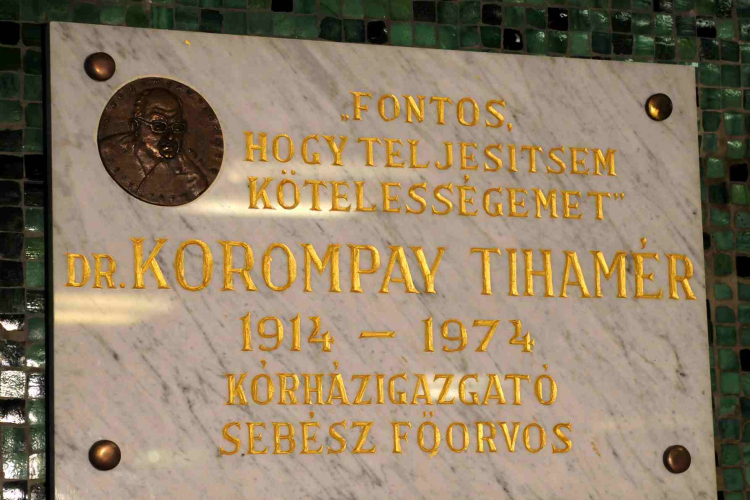 „FONTOS,
HOGY TELJESITSEM
KÖTELESSÉGEMET”
DR. KOROMPAY TIHAMÉR
1914 – 1974
KÓRHÁZIGAZGATÓ
SEBÉSZ FŐORVOS